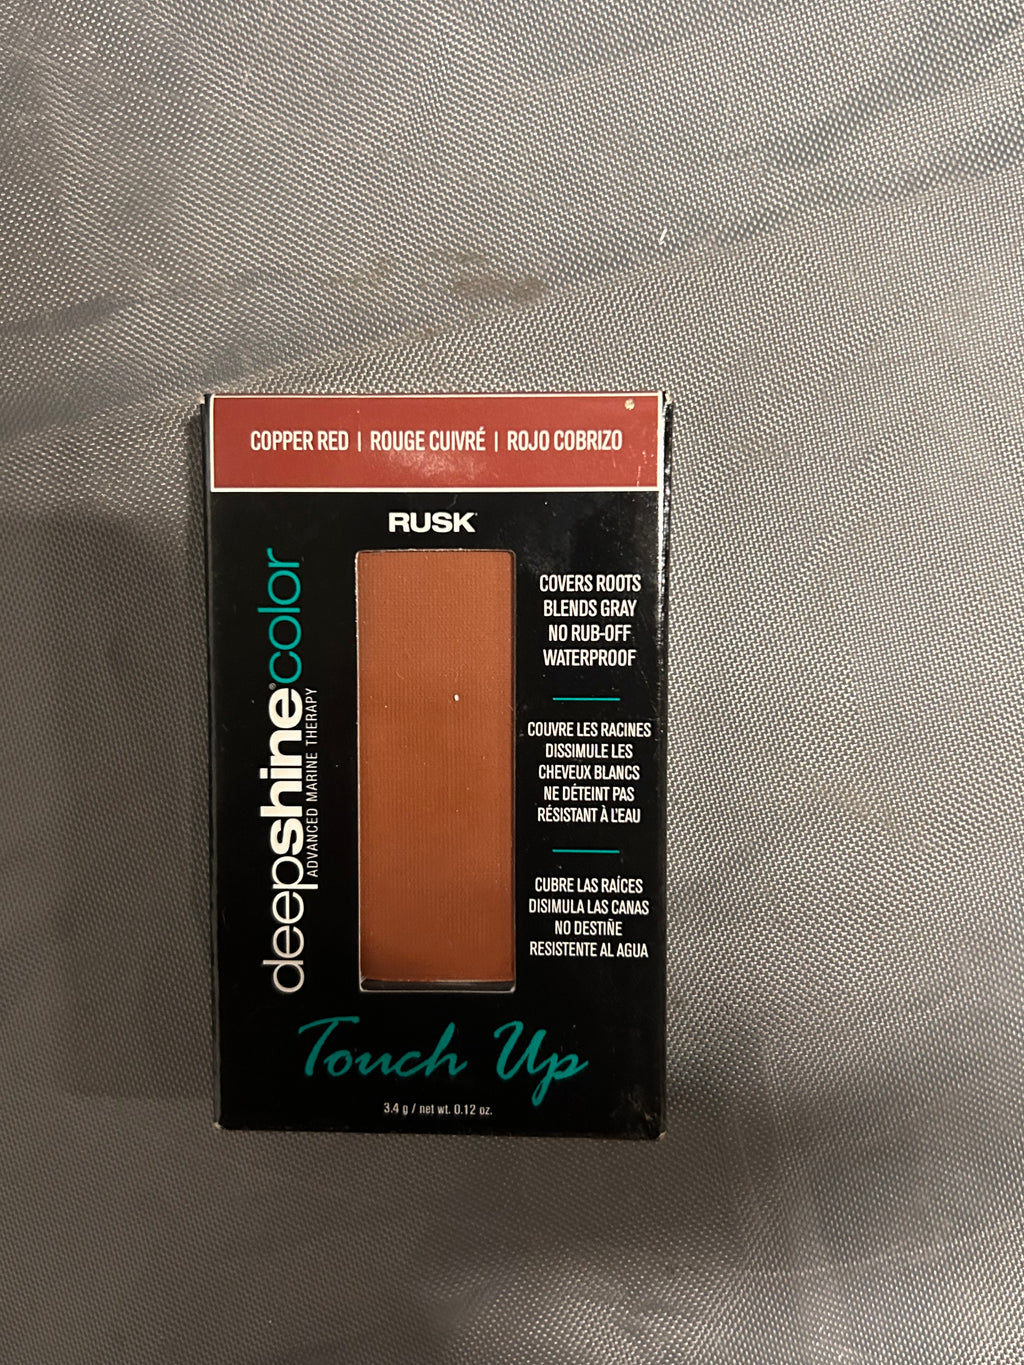 COPPER RED | ROUGE CUIVRÉ | ROJO COBRIZO
RUSK
deepshine®color
ADVANCED MARINE THERAPY
COVERS ROOTS
BLENDS GRAY
NO RUB-OFF
WATERPROOF
COUVRE LES RACINES
DISSIMULE LES
CHEVEUX BLANCS
NE DÉTEINT PAS
RÉSISTANT À L'EAU
CUBRE LAS RAÍCES
DISIMULA LAS CANAS
NO DESTIÑE
RESISTENTE AL AGUA
Touch Up
3.4 g / net wt. 0.12 oz.